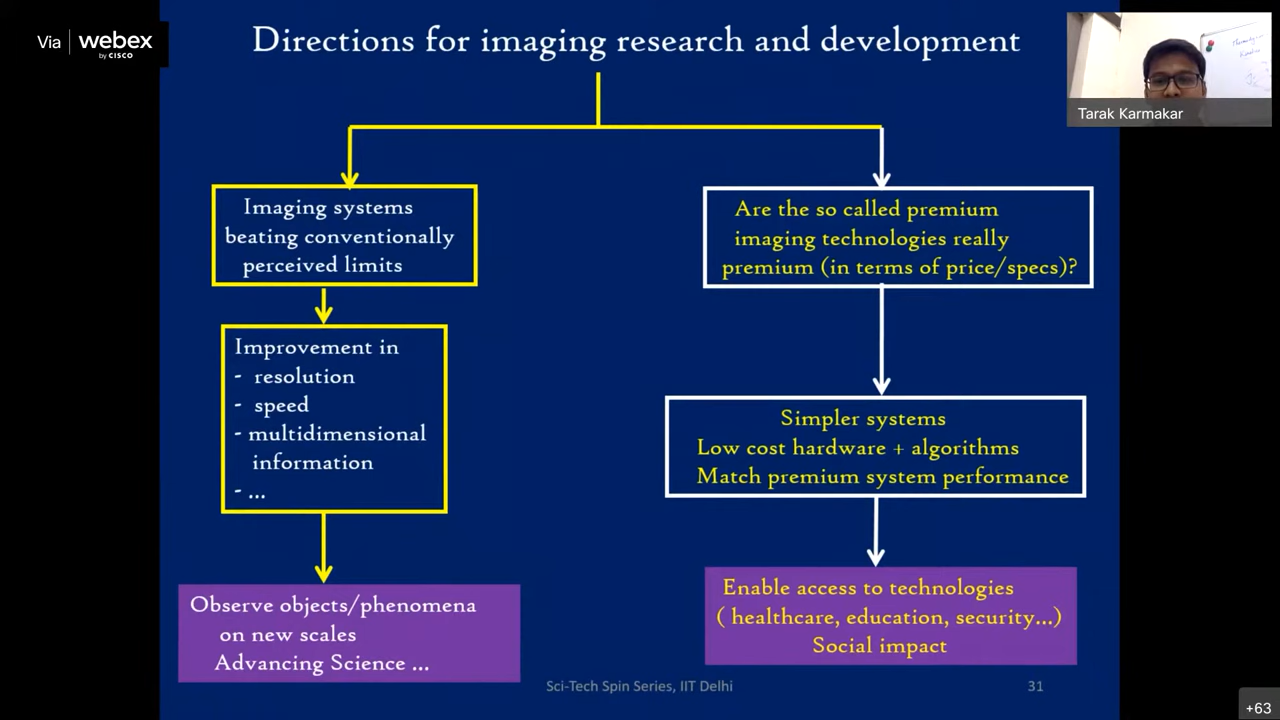 Via webex
by CISCO
Directions for imaging research and development
Tarak Karmakar
Imaging systems
beating conventionally
perceived limits
Improvement in
- resolution
- speed
- multidimensional
information
- ...
Observe objects/phenomena
on new scales
Advancing Science ...
Are the so called premium
imaging technologies really
premium (in terms of price/specs)?
Simpler systems
Low cost hardware + algorithms
Match premium system performance
Enable access to technologies
( healthcare, education, security...)
Social impact
Sci-Tech Spin Series, IIT Delhi
31
+63